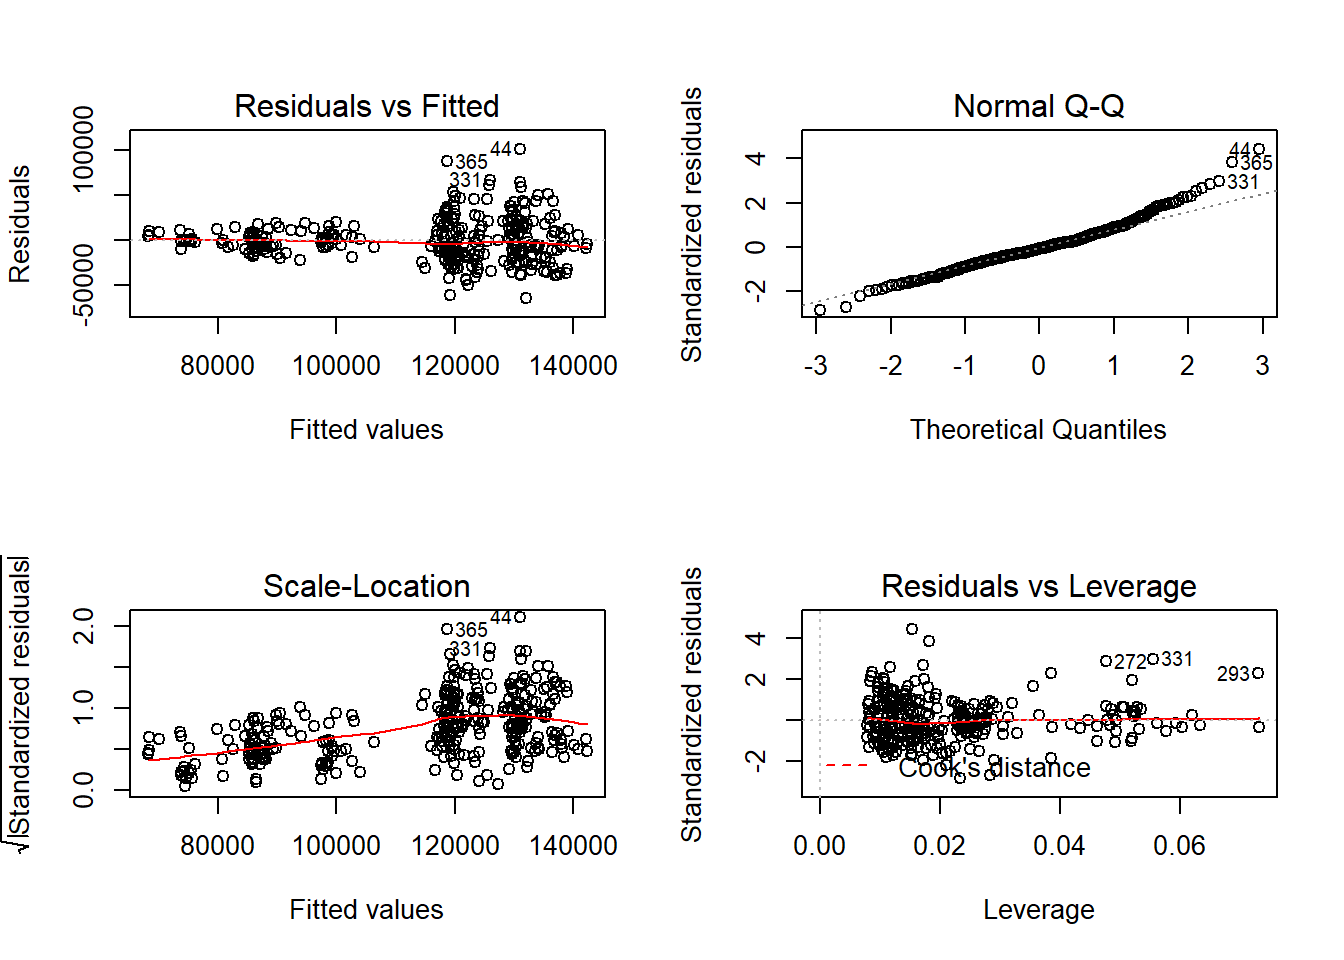 Residuals vs Fitted
Residuals
100000
-50000
44
365
331
80000 100000 120000 140000
Fitted values
Normal Q-Q
Standardized residuals
4
2
0
-2
44
365
331
-3 -2 -1 0 1 2 3
Theoretical Quantiles
Scale-Location
√|Standardized residuals|
2.0
1.0
0.0
44
365
331
80000 100000 120000 140000
Fitted values
Residuals vs Leverage
Standardized residuals
4
2
0
-2
272
331
293
Cook's distance
0.00 0.02 0.04 0.06
Leverage